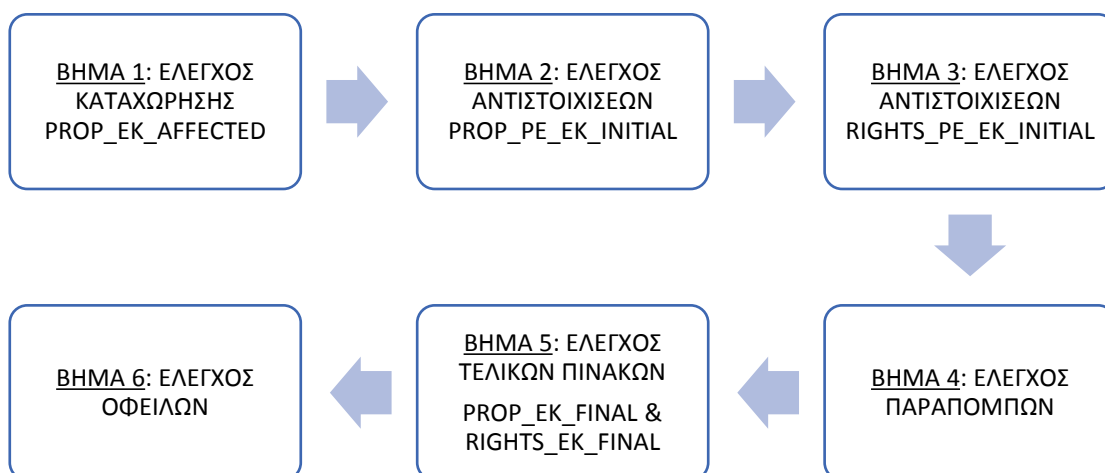 ΒΗΜΑ 1: ΕΛΕΓΧΟΣ
ΚΑΤΑΧΩΡΗΣΗΣ
PROP_EK_AFFECTED
ΒΗΜΑ 2: ΕΛΕΓΧΟΣ
ΑΝΤΙΣΤΟΙΧΙΣΕΩΝ
PROP_PE_EK_INITIAL
ΒΗΜΑ 3: ΕΛΕΓΧΟΣ
ΑΝΤΙΣΤΟΙΧΙΣΕΩΝ
RIGHTS_PE_EK_INITIAL
ΒΗΜΑ 4: ΕΛΕΓΧΟΣ
ΠΑΡΑΠΟΜΠΩΝ
ΒΗΜΑ 5: ΕΛΕΓΧΟΣ
ΤΕΛΙΚΩΝ ΠΙΝΑΚΩΝ
PROP_EK_FINAL &
RIGHTS_EK_FINAL
ΒΗΜΑ 6: ΕΛΕΓΧΟΣ
ΟΦΕΙΛΩΝ